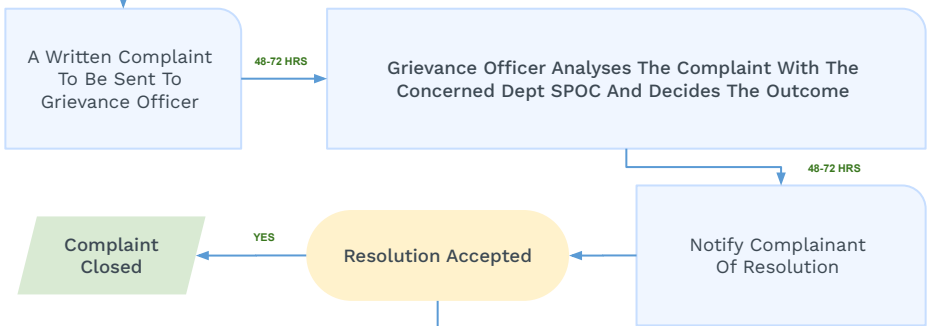 A Written Complaint
To Be Sent To
Grievance Officer
48-72 HRS
Grievance Officer Analyses The Complaint With The
Concerned Dept SPOC And Decides The Outcome
48-72 HRS
Notify Complainant
Of Resolution
Resolution Accepted
YES
Complaint
Closed